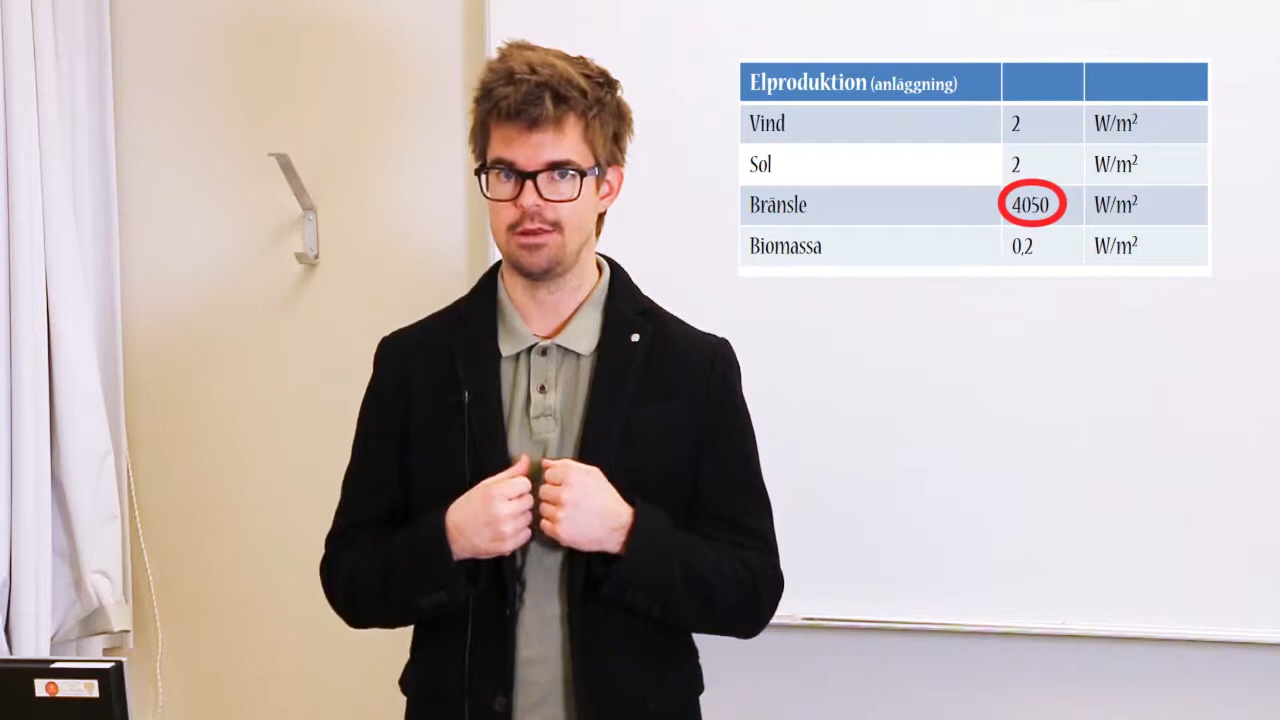 Elproduktion (anläggning)
Vind 2 W/m²
Sol 2 W/m²
Bränsle 4050 W/m²
Biomassa 0,2 W/m²